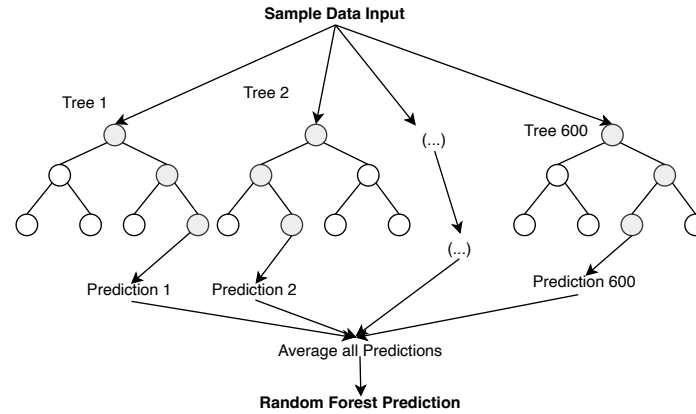 Sample Data Input
Tree 1
Tree 2
Tree 600
(...)
(...)
Prediction 1
Prediction 2
Prediction 600
Average all Predictions
Random Forest Prediction